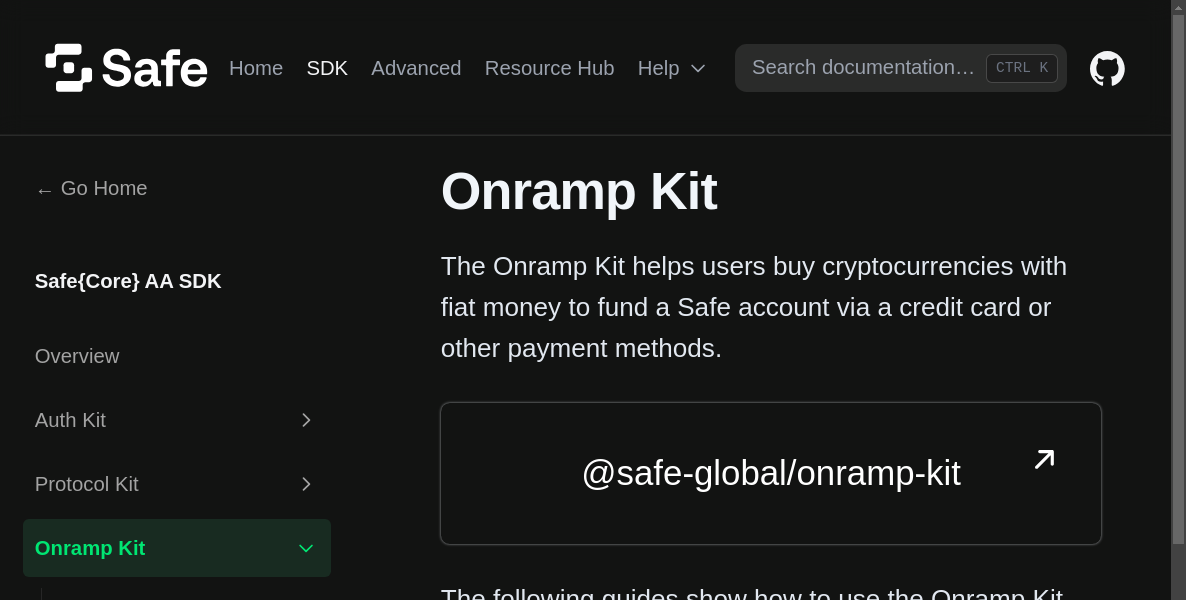 Safe
Home SDK Advanced Resource Hub Help
Search documentation… CTRL K
← Go Home
Safe{Core} AA SDK
Overview
Auth Kit
Protocol Kit
Onramp Kit
Onramp Kit
The Onramp Kit helps users buy cryptocurrencies with
fiat money to fund a Safe account via a credit card or
other payment methods.
@safe-global/onramp-kit
The following guides show how to use the Onramp Kit